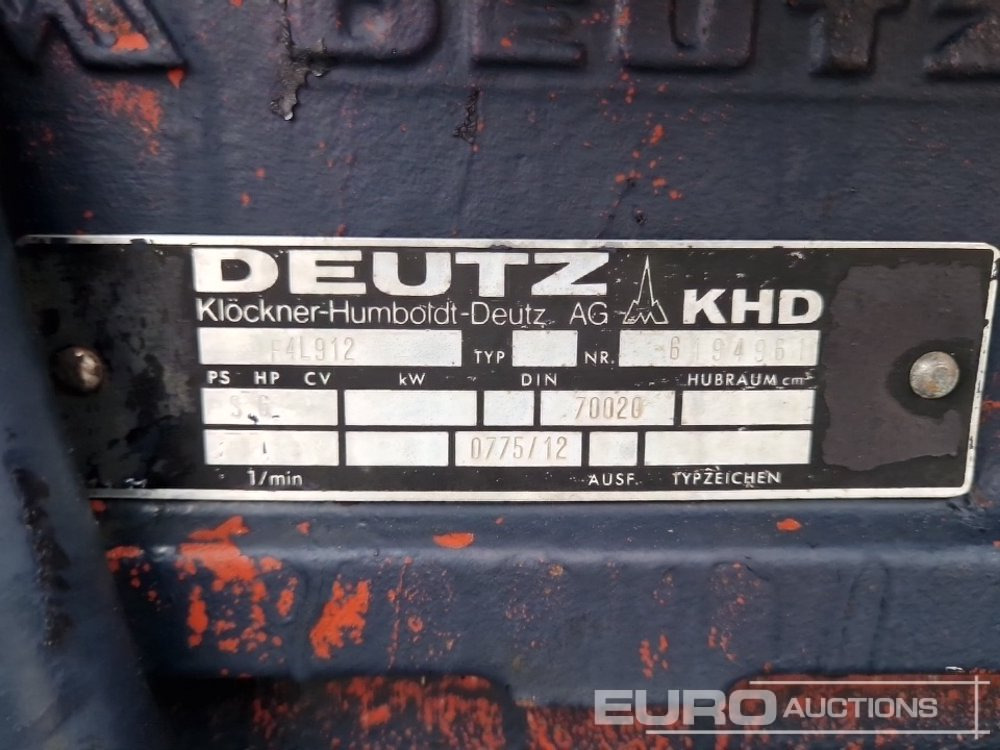 DEUTZ
DEUTZ
Klöckner-Humboldt-Deutz AG KHD
F4L912 TYP NR. 6194961
PS HP CV kW DIN HUBRAUM cm³
70020
0775/12
1/min AUSF. TYPZEICHEN
EURO AUCTIONS